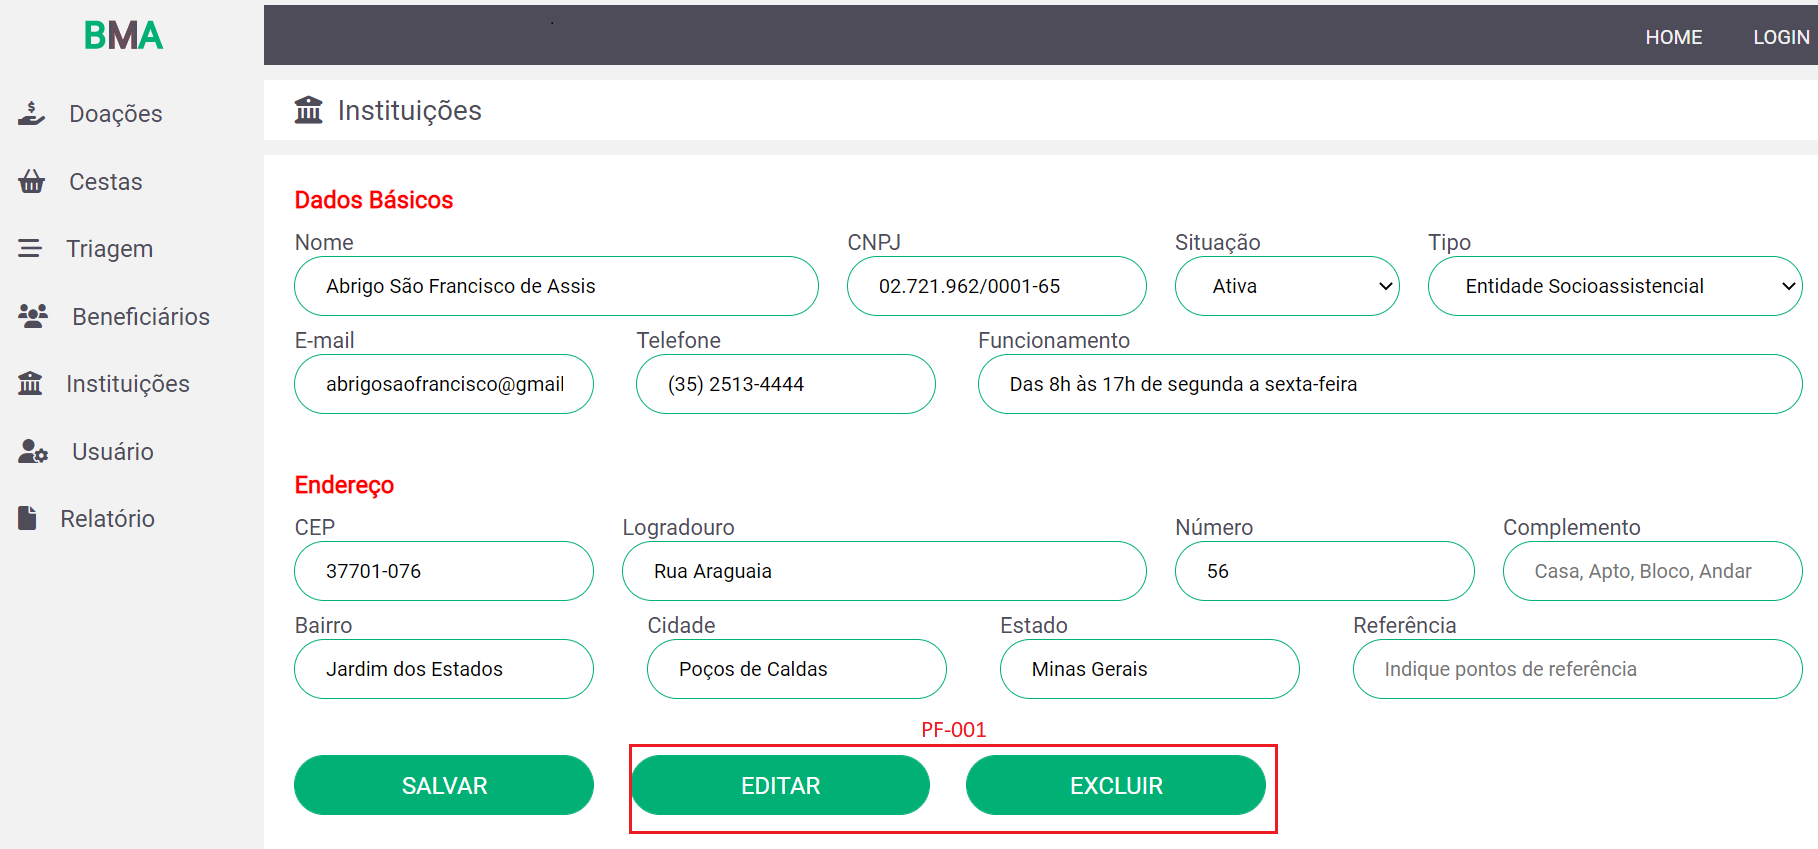 BMA
HOME LOGIN
Doações
Cestas
Triagem
Beneficiários
Instituições
Usuário
Relatório
Instituições
Dados Básicos
Nome CNPJ Situação Tipo
Abrigo São Francisco de Assis 02.721.962/0001-65 Ativa Entidade Socioassistencial
E-mail Telefone Funcionamento
abrigosaofrancisco@gmail (35) 2513-4444 Das 8h às 17h de segunda a sexta-feira
Endereço
CEP Logradouro Número Complemento
37701-076 Rua Araguaia 56 Casa, Apto, Bloco, Andar
Bairro Cidade Estado Referência
Jardim dos Estados Poços de Caldas Minas Gerais Indique pontos de referência
PF-001
SALVAR EDITAR EXCLUIR